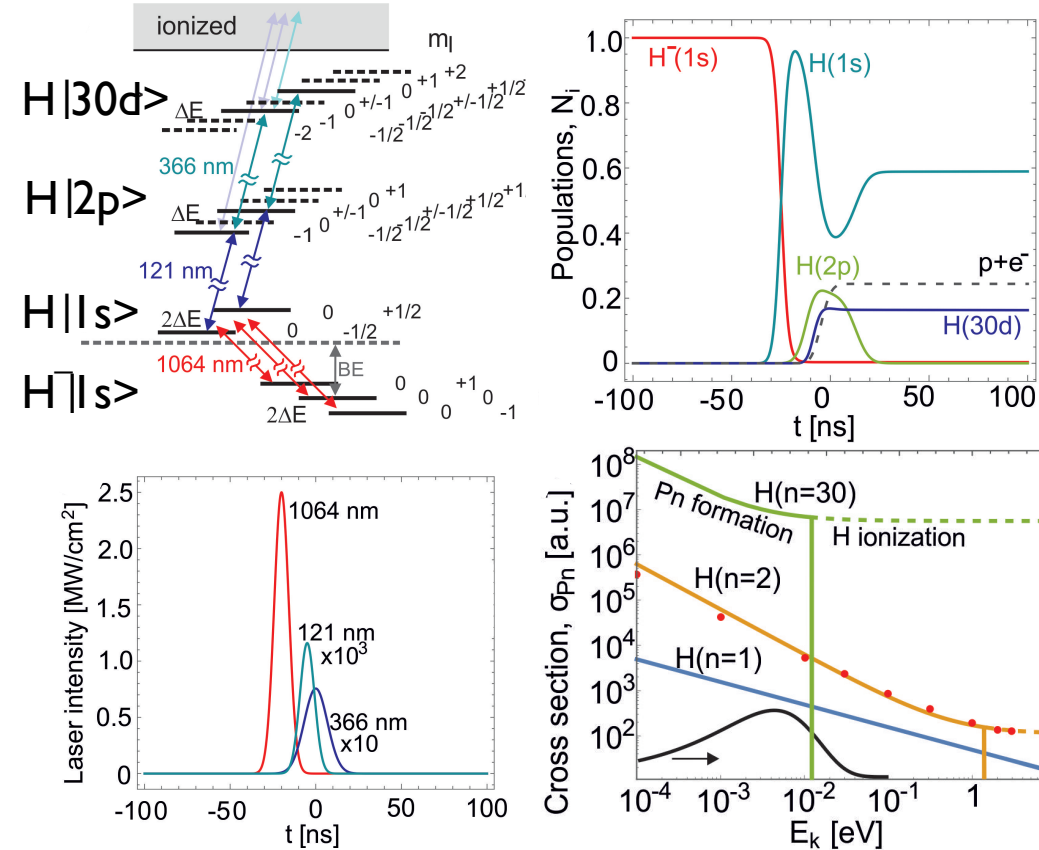 ionized
m_l
H|30d>
ΔE
-2 -1 0 +/-1 0 +1 +2
-1/2 -1/2 -1/2 +/-1/2 +1/2
366 nm
H|2p>
ΔE
-1 0 +/-1 0 +1
-1/2 -1/2 +/-1/2 +1/2 +1
121 nm
H|1s>
2ΔE
0 0
-1/2 +1/2
1064 nm
BE
H⁻|1s>
2ΔE
0 0 +1
0 0 0 -1
Populations, N_i
1.0
0.8
0.6
0.4
0.2
0
H⁻(1s)
H(1s)
H(2p)
p+e⁻
H(30d)
-100 -50 0 50 100
t [ns]
Laser intensity [MW/cm²]
2.5
2.0
1.0
0.5
0
1064 nm
121 nm
x10³
366 nm
x10
-100 -50 0 50 100
t [ns]
Cross section, σ_Pn [a.u.]
10⁸
10⁷
10⁶
10⁵
10⁴
10³
10²
Pn formation
H(n=30)
H ionization
H(n=2)
H(n=1)
10⁻⁴ 10⁻³ 10⁻² 10⁻¹ 1
E_k [eV]